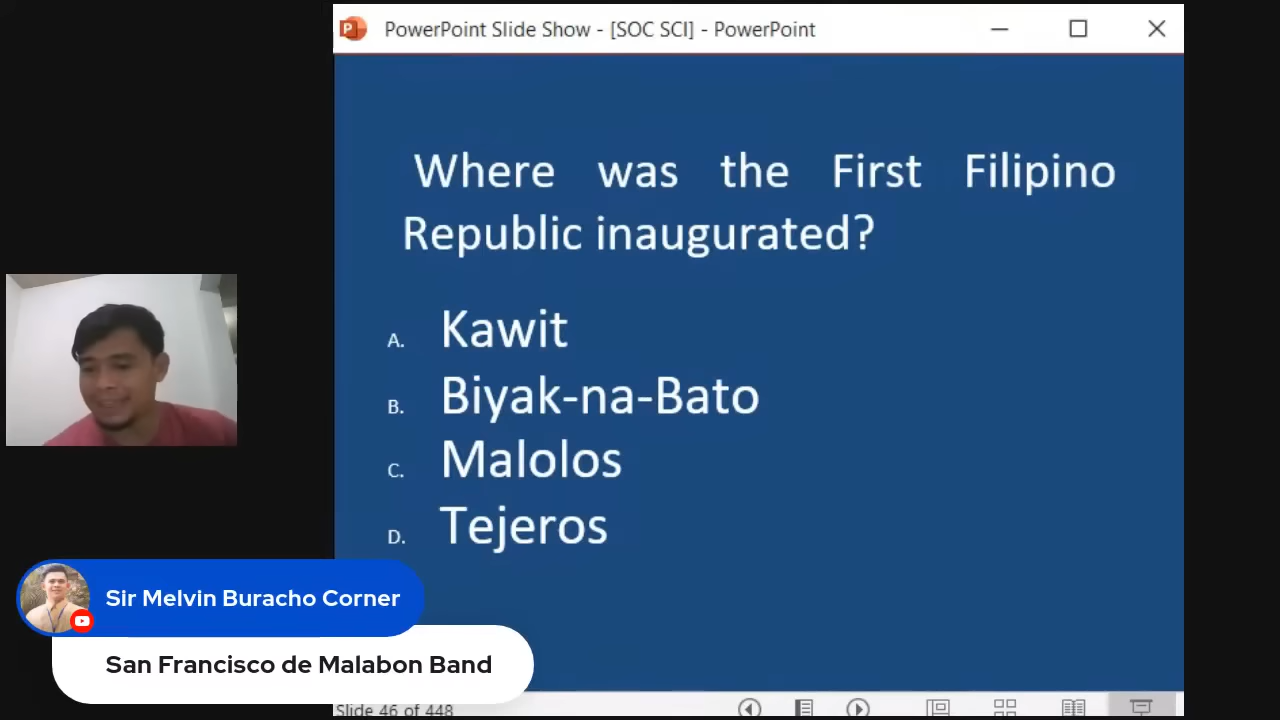 PowerPoint Slide Show - [SOC SCI] - PowerPoint
Where was the First Filipino
Republic inaugurated?
A. Kawit
B. Biyak-na-Bato
C. Malolos
D. Tejeros
Sir Melvin Buracho Corner
San Francisco de Malabon Band
Slide 46 of 448